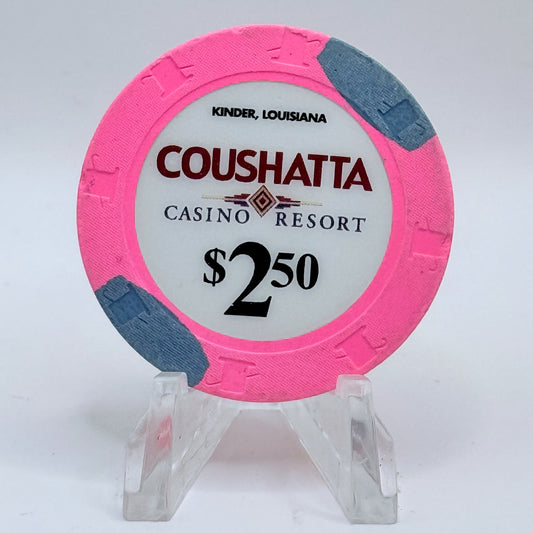 KINDER, LOUISIANA
COUSHATTA
CASINO RESORT
$2.50